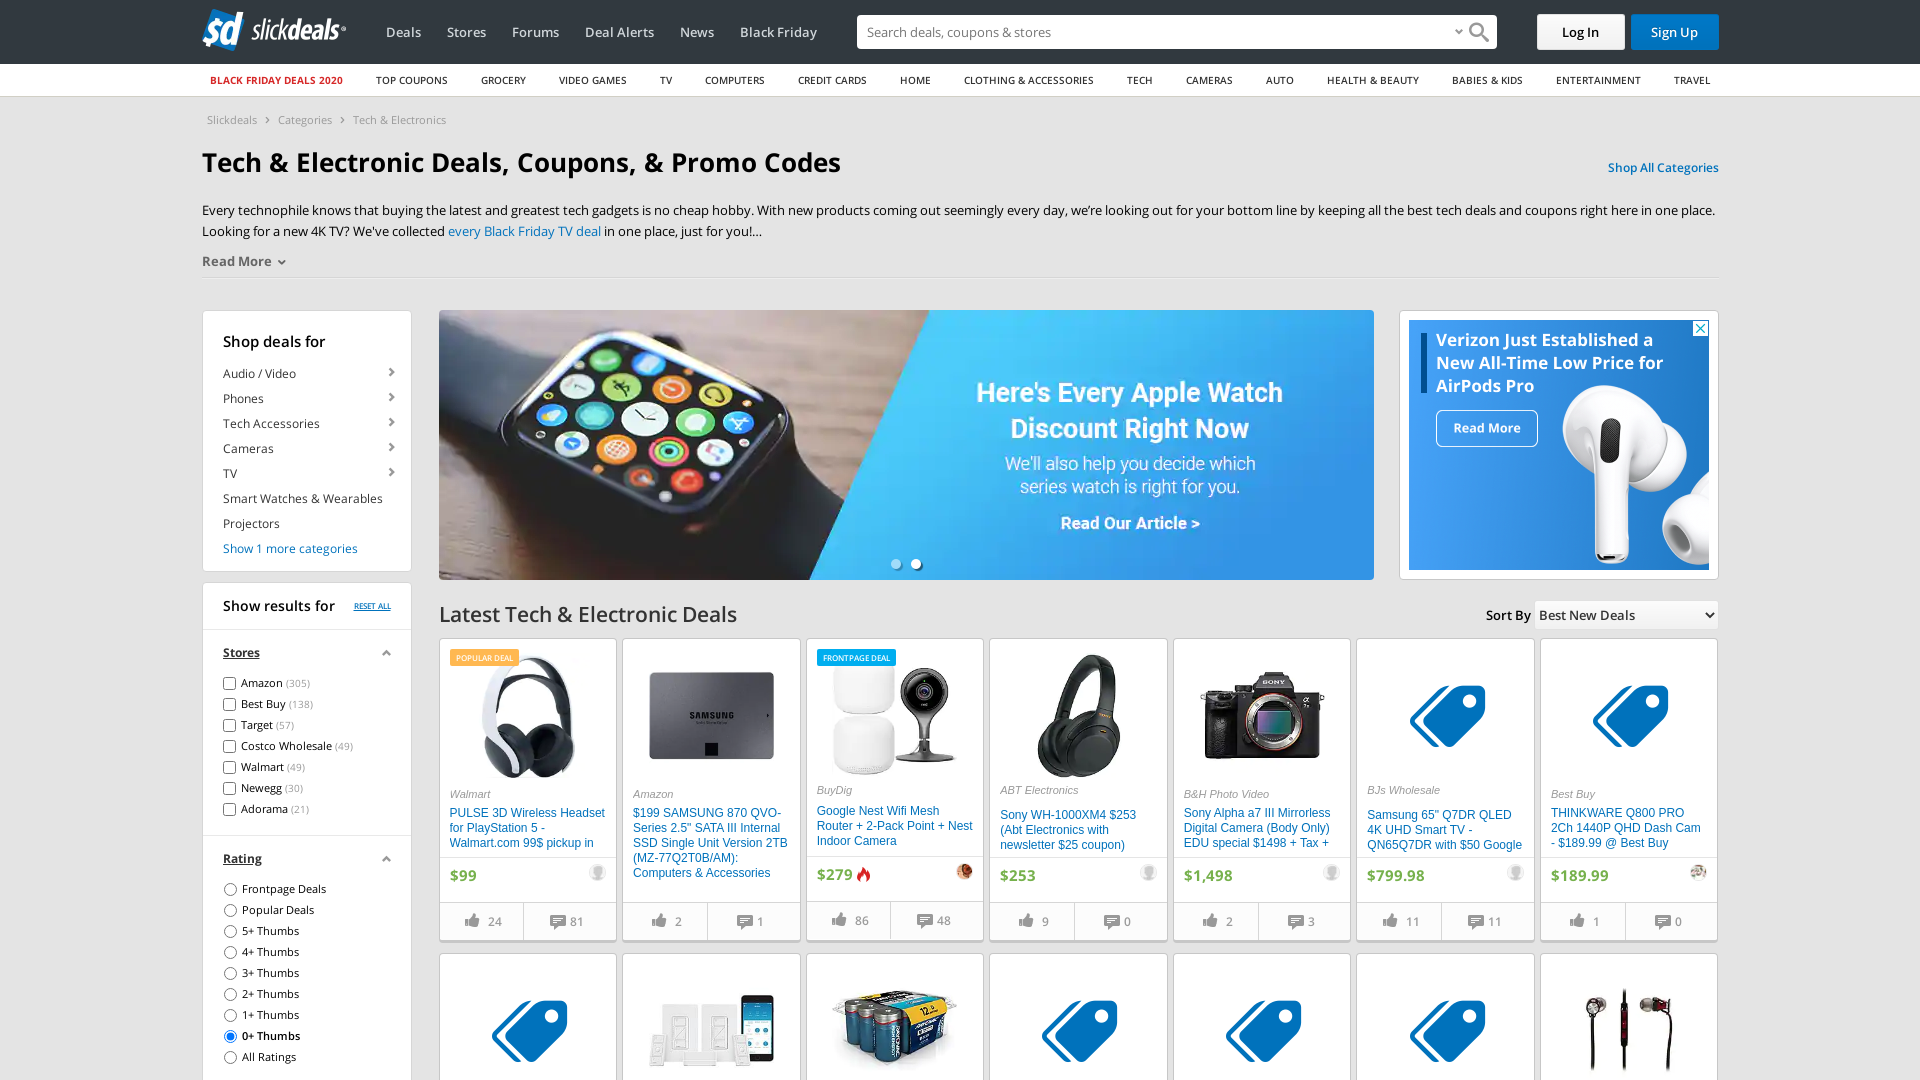 sd slickdeals
Deals
Stores
Forums
Deal Alerts
News
Black Friday
Search deals, coupons & stores
Log In
Sign Up
BLACK FRIDAY DEALS 2020
TOP COUPONS
GROCERY
VIDEO GAMES
TV
COMPUTERS
CREDIT CARDS
HOME
CLOTHING & ACCESSORIES
TECH
CAMERAS
AUTO
HEALTH & BEAUTY
BABIES & KIDS
ENTERTAINMENT
TRAVEL
Slickdeals > Categories > Tech & Electronics
Tech & Electronic Deals, Coupons, & Promo Codes
Shop All Categories
Every technophile knows that buying the latest and greatest tech gadgets is no cheap hobby. With new products coming out seemingly every day, we’re looking out for your bottom line by keeping all the best tech deals and coupons right here in one place.
Looking for a new 4K TV? We've collected every Black Friday TV deal in one place, just for you!…
Read More
Shop deals for
Audio / Video
Phones
Tech Accessories
Cameras
TV
Smart Watches & Wearables
Projectors
Show 1 more categories
Show results for
RESET ALL
Stores
Amazon (305)
Best Buy (138)
Target (57)
Costco Wholesale (49)
Walmart (49)
Newegg (30)
Adorama (21)
Rating
Frontpage Deals
Popular Deals
5+ Thumbs
4+ Thumbs
3+ Thumbs
2+ Thumbs
1+ Thumbs
0+ Thumbs
All Ratings
Here's Every Apple Watch
Discount Right Now
We'll also help you decide which
series watch is right for you.
Read Our Article >
Verizon Just Established a
New All-Time Low Price for
AirPods Pro
Read More
Latest Tech & Electronic Deals
Sort By
Best New Deals
POPULAR DEAL
Walmart
PULSE 3D Wireless Headset
for PlayStation 5 -
Walmart.com 99$ pickup in
$99
24
81
SAMSUNG
Amazon
$199 SAMSUNG 870 QVO-
Series 2.5" SATA III Internal
SSD Single Unit Version 2TB
(MZ-77Q2T0B/AM):
Computers & Accessories
2
1
FRONTPAGE DEAL
BuyDig
Google Nest Wifi Mesh
Router + 2-Pack Point + Nest
Indoor Camera
$279
86
48
ABT Electronics
Sony WH-1000XM4 $253
(Abt Electronics with
newsletter $25 coupon)
$253
9
0
SONY
B&H Photo Video
Sony Alpha a7 III Mirrorless
Digital Camera (Body Only)
EDU special $1498 + Tax +
$1,498
2
3
BJs Wholesale
Samsung 65" Q7DR QLED
4K UHD Smart TV -
QN65Q7DR with $50 Google
$799.98
11
11
Best Buy
THINKWARE Q800 PRO
2Ch 1440P QHD Dash Cam
- $189.99 @ Best Buy
$189.99
1
0